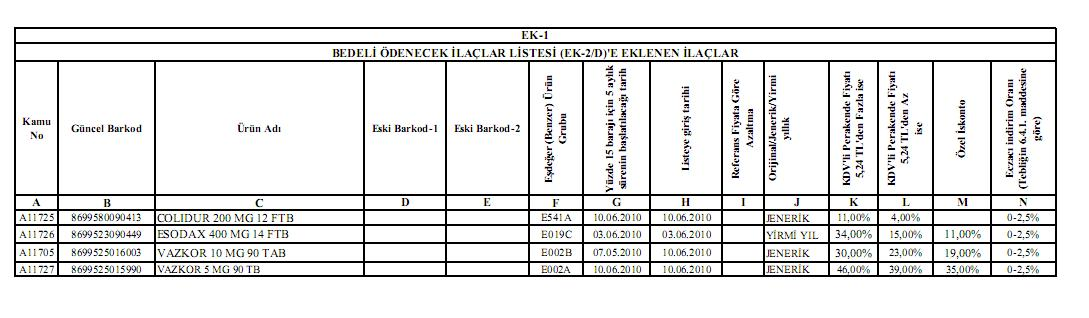 EK-1
BEDELİ ÖDENECEK İLAÇLAR LİSTESİ (EK-2/D)'E EKLENEN İLAÇLAR
Kamu No	Güncel Barkod	Ürün Adı	Eski Barkod-1	Eski Barkod-2	Eşdeğer (Benzer) Ürün Grubu	Yüzde 15 barajı için 5 aylık sürenin başlatılacağı tarih	Listeye giriş tarihi	Referans Fiyata Göre Azaltma	Orijinal/Jenerik/Yirmi yıllık	KDV'li Perakende Fiyatı 5,24 TL'den Fazla ise	KDV'li Perakende Fiyatı 5,24 TL'den Az ise	Özel İskonto	Eczacı indirim Oranı (Tebliğin 6.4.1. maddesine göre)
A	B	C	D	E	F	G	H	I	J	K	L	M	N
A11725	8699580090413	COLIDUR 200 MG 12 FTB	E541A	10.06.2010	10.06.2010	JENERİK	11,00%	4,00%	0-2,5%
A11726	8699523090449	ESODAX 400 MG 14 FTB	E019C	03.06.2010	03.06.2010	YİRMİ YIL	34,00%	15,00%	11,00%	0-2,5%
A11705	8699525016003	VAZKOR 10 MG 90 TAB	E002B	07.05.2010	10.06.2010	JENERİK	30,00%	23,00%	19,00%	0-2,5%
A11727	8699525015990	VAZKOR 5 MG 90 TB	E002A	10.06.2010	10.06.2010	JENERİK	46,00%	39,00%	35,00%	0-2,5%